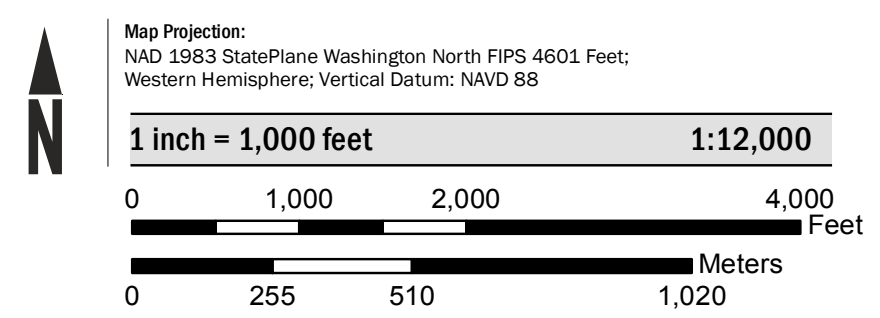 Map Projection:
NAD 1983 StatePlane Washington North FIPS 4601 Feet;
Western Hemisphere; Vertical Datum: NAVD 88
N
1 inch = 1,000 feet 1:12,000
0 1,000 2,000 4,000
Feet
Meters
0 255 510 1,020